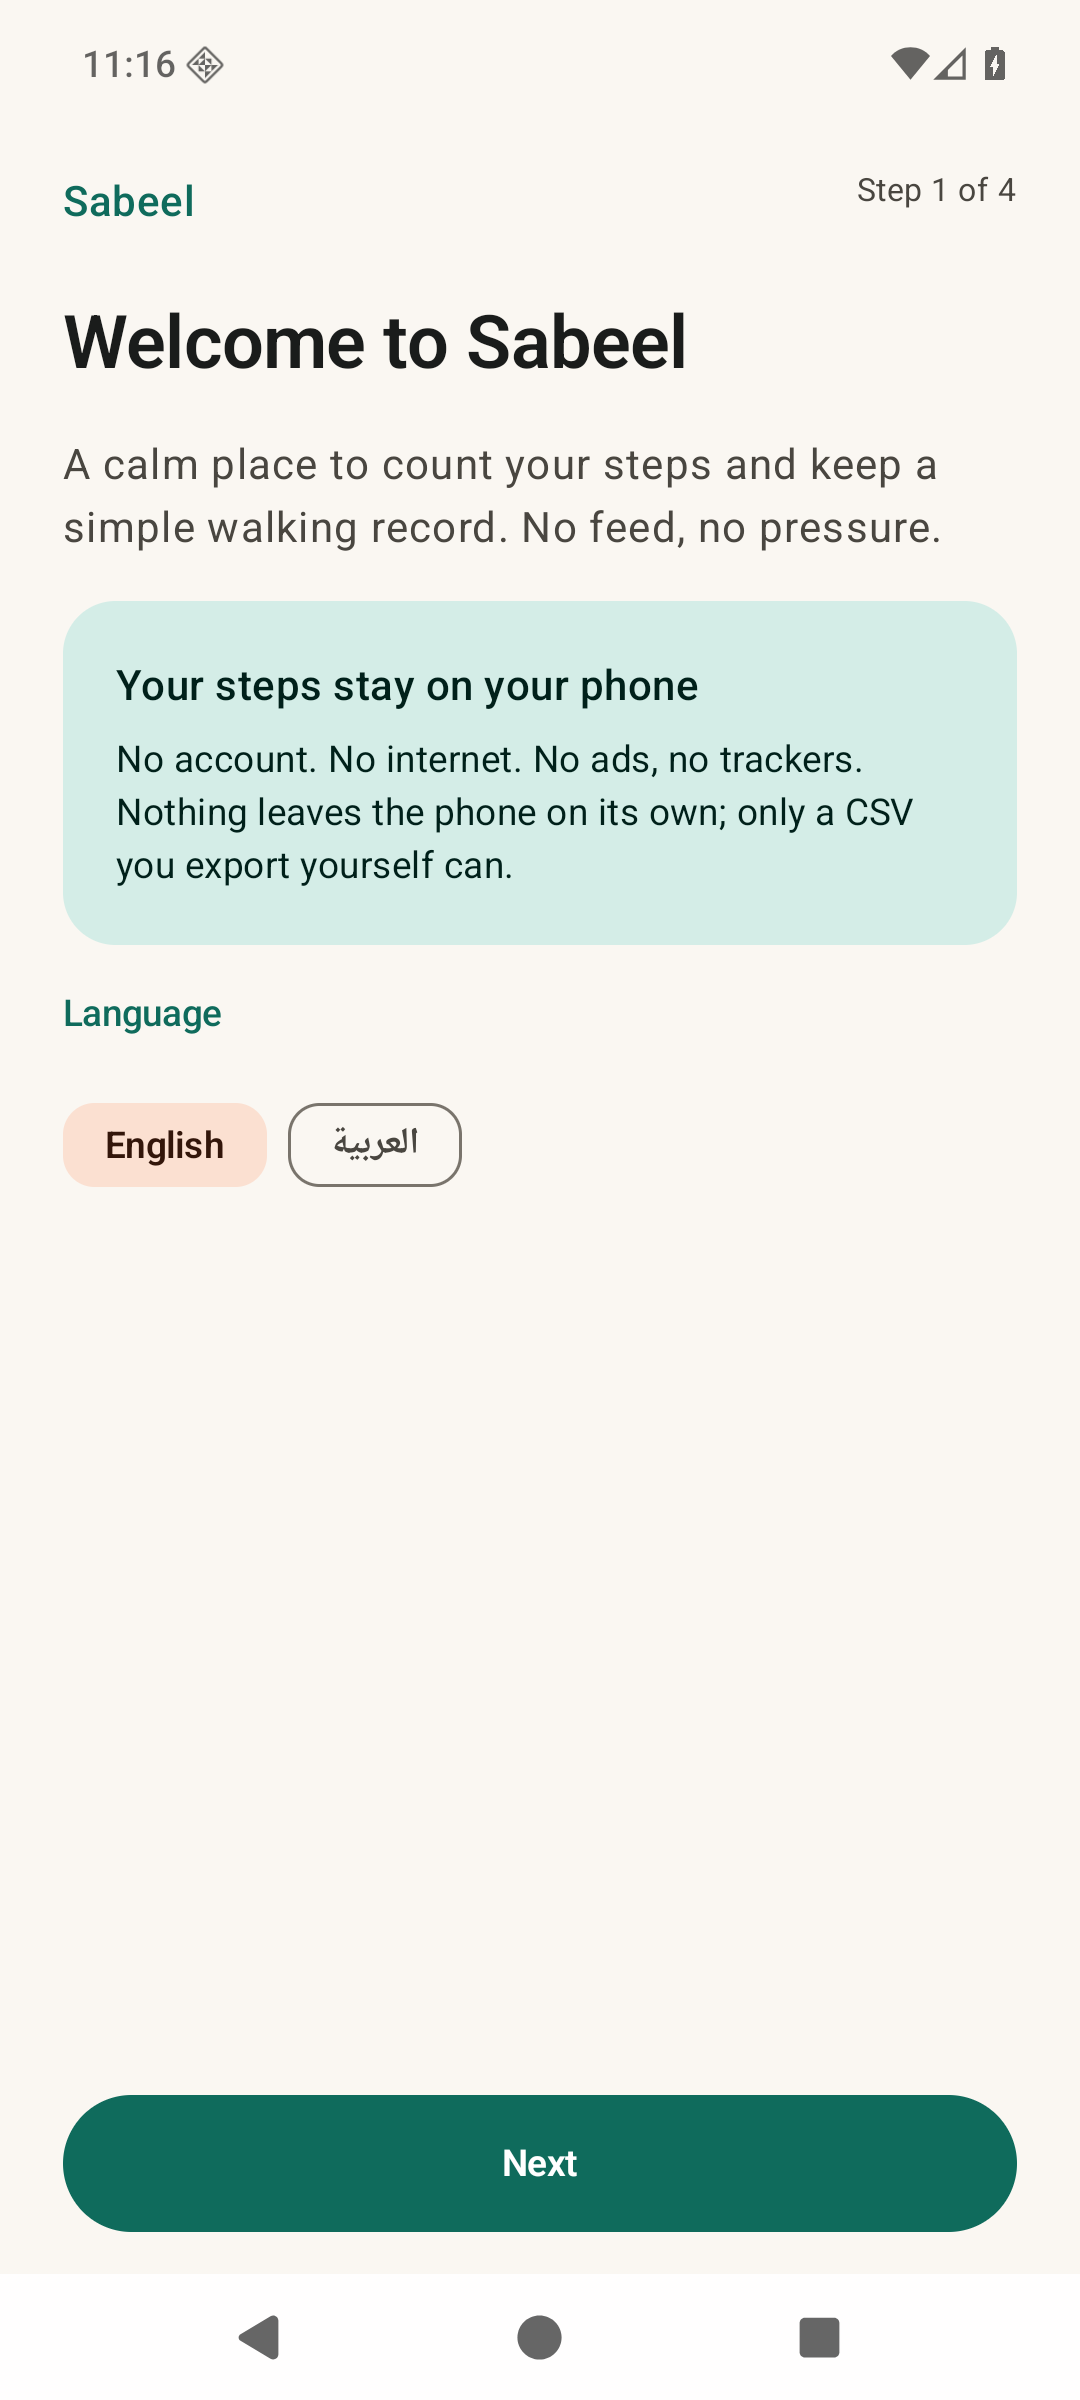 11:16
Sabeel
Step 1 of 4
Welcome to Sabeel
A calm place to count your steps and keep a
simple walking record. No feed, no pressure.
Your steps stay on your phone
No account. No internet. No ads, no trackers.
Nothing leaves the phone on its own; only a CSV
you export yourself can.
Language
English
العربية
Next